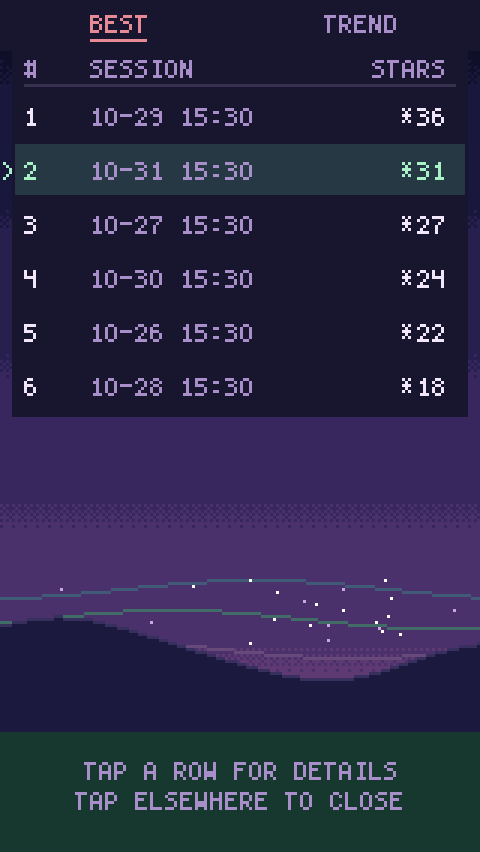 BEST TREND
# SESSION STARS
1 10-29 15:30 *36
> 2 10-31 15:30 *31
3 10-27 15:30 *27
4 10-30 15:30 *24
5 10-26 15:30 *22
6 10-28 15:30 *18
TAP A ROW FOR DETAILS
TAP ELSEWHERE TO CLOSE